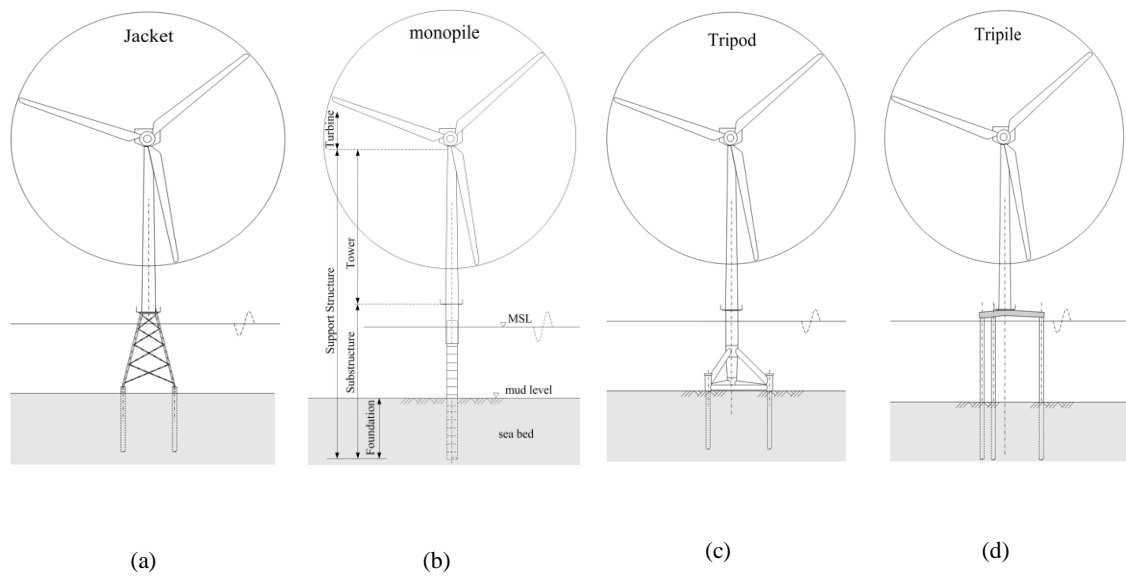 Jacket
monopile
Tripod
Tripile
Turbine
Tower
Support Structure
Substructure
MSL
mud level
Foundation
sea bed
(a)
(b)
(c)
(d)